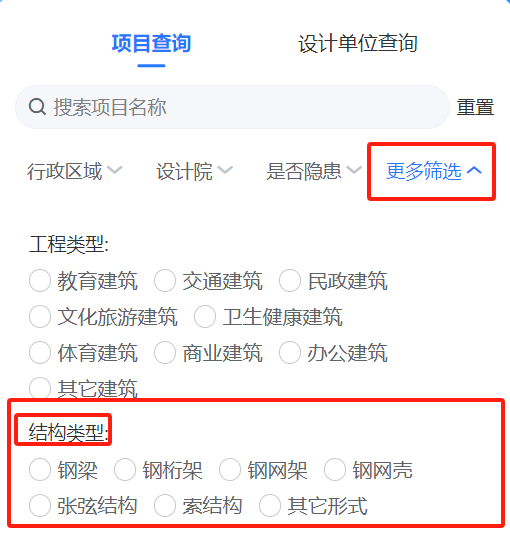 项目查询 设计单位查询
搜索项目名称 重置
行政区域 设计院 是否隐患 更多筛选
工程类型:
教育建筑 交通建筑 民政建筑
文化旅游建筑 卫生健康建筑
体育建筑 商业建筑 办公建筑
其它建筑
结构类型:
钢梁 钢桁架 钢网架 钢网壳
张弦结构 索结构 其它形式